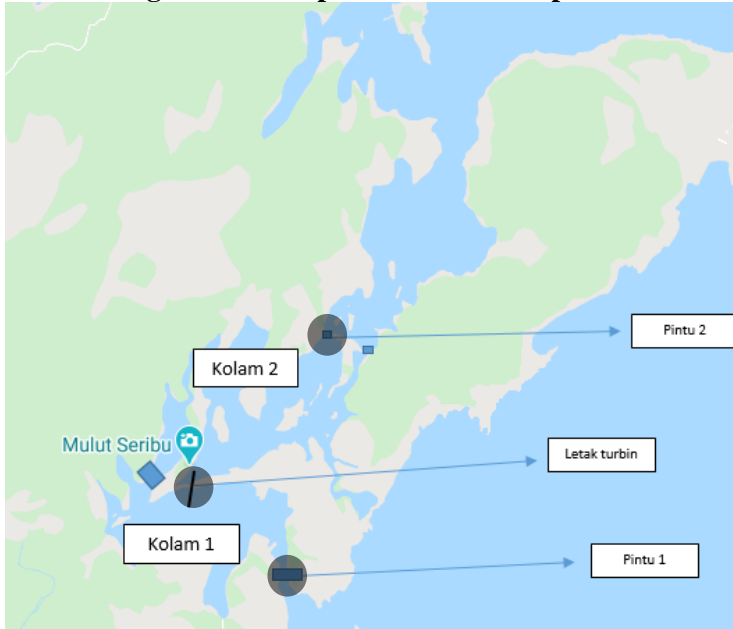 Pintu 2
Kolam 2
Mulut Seribu
Letak turbin
Kolam 1
Pintu 1